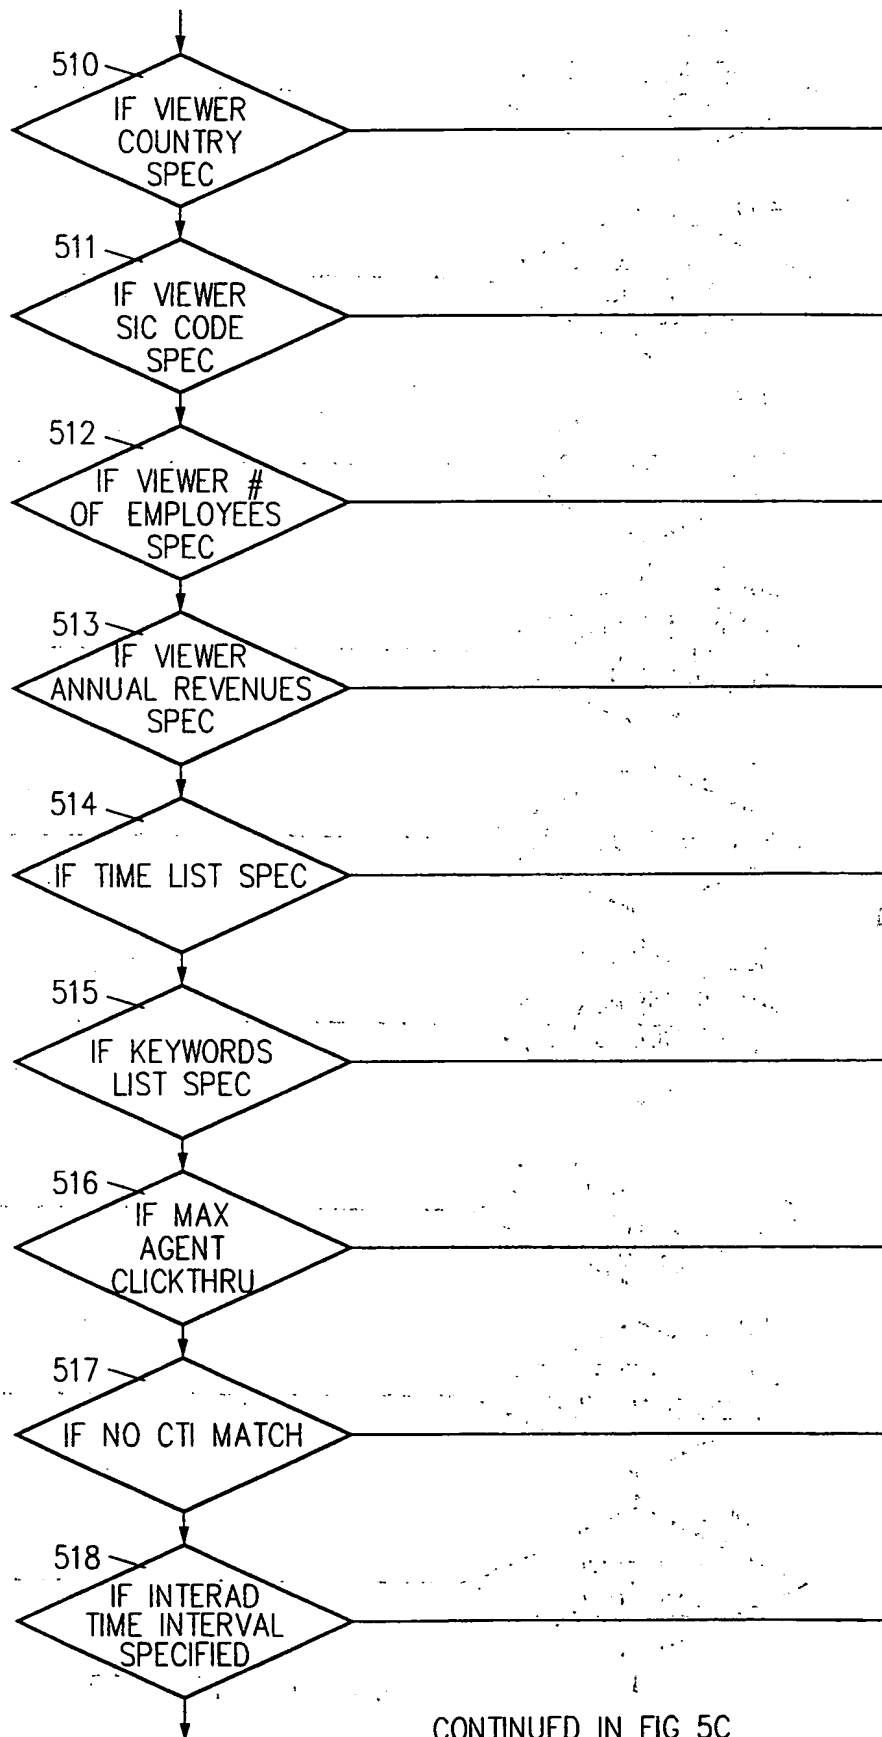 510
IF VIEWER
COUNTRY
SPEC
511
IF VIEWER
SIC CODE
SPEC
512
IF VIEWER #
OF EMPLOYEES
SPEC
513
IF VIEWER
ANNUAL REVENUES
SPEC
514
IF TIME LIST SPEC
515
IF KEYWORDS
LIST SPEC
516
IF MAX
AGENT
CLICKTHRU
517
IF NO CTI MATCH
518
IF INTERAD
TIME INTERVAL
SPECIFIED
CONTINUED IN FIG 5C